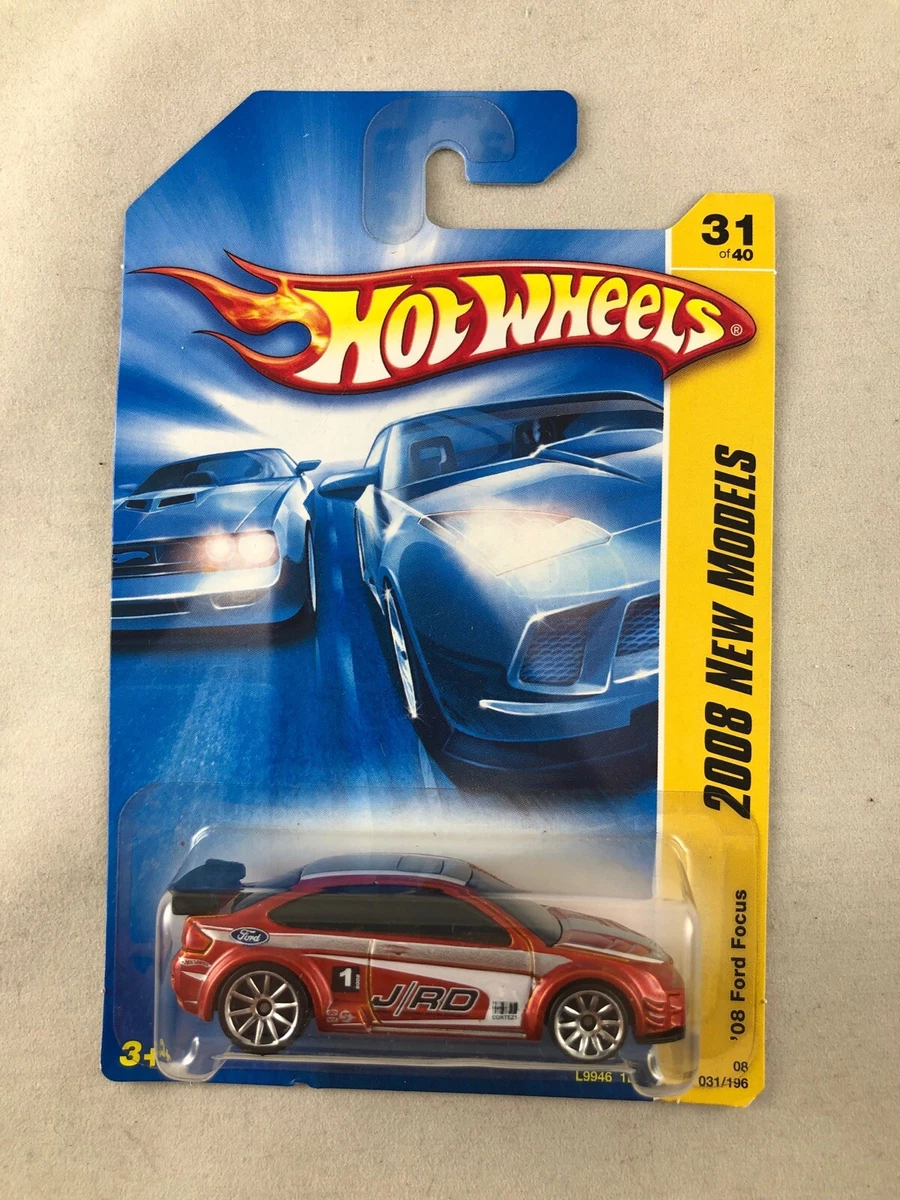 31
of 40
HOT WHEELS ®
2008 NEW MODELS
'08 Ford Focus
Ford
1
J/RD
CORTEZ1
3+
L9946
08
031/196